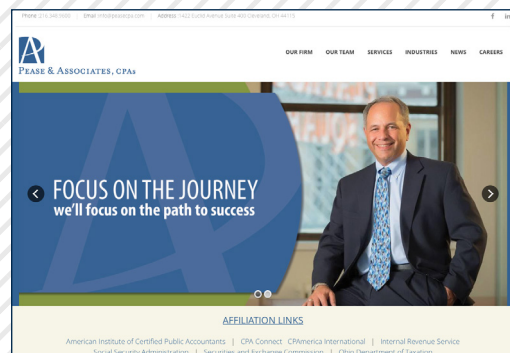 Phone: 216.348.9600 | Email: info@peasecpa.com | Address: 1422 Euclid Avenue Suite 400 Cleveland, OH 44115
OUR FIRM OUR TEAM SERVICES INDUSTRIES NEWS CAREERS
PEASE & ASSOCIATES, CPAs
FOCUS ON THE JOURNEY
we'll focus on the path to success
AFFILIATION LINKS
American Institute of Certified Public Accountants | CPA Connect CPAmerica International | Internal Revenue Service
Social Security Administration | Securities and Exchange Commission | Ohio Department of Taxation